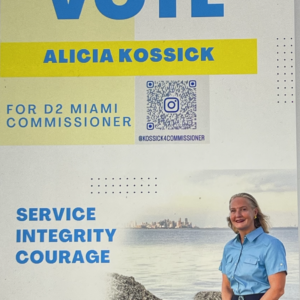 VOTE
ALICIA KOSSICK
FOR D2 MIAMI
COMMISSIONER
@KOSSICK4COMMISSIONER
SERVICE
INTEGRITY
COURAGE